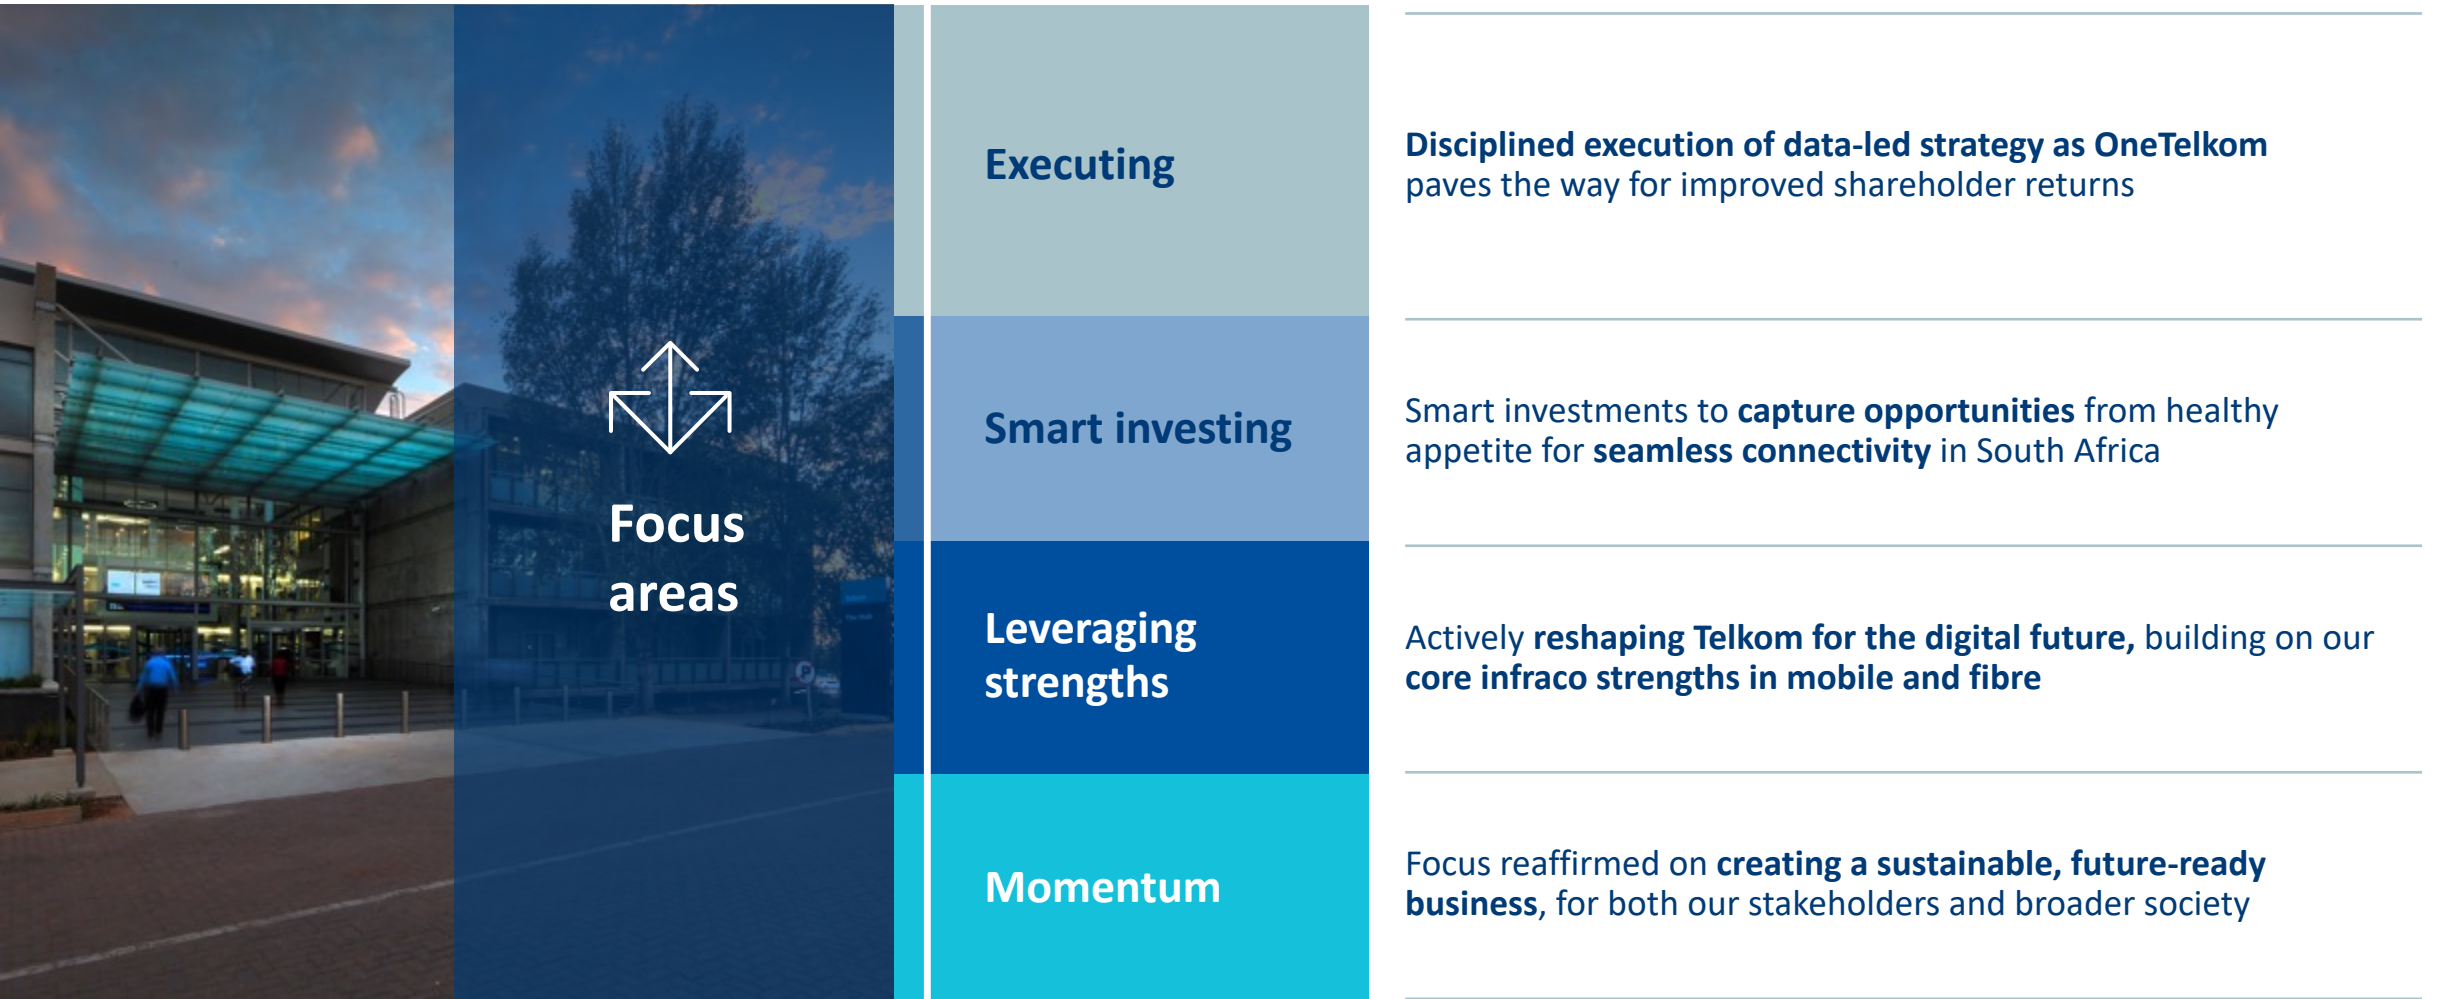 Focus
areas
Executing
Disciplined execution of data-led strategy as OneTelkom
paves the way for improved shareholder returns
Smart investing
Smart investments to capture opportunities from healthy
appetite for seamless connectivity in South Africa
Leveraging
strengths
Actively reshaping Telkom for the digital future, building on our
core infraco strengths in mobile and fibre
Momentum
Focus reaffirmed on creating a sustainable, future-ready
business, for both our stakeholders and broader society